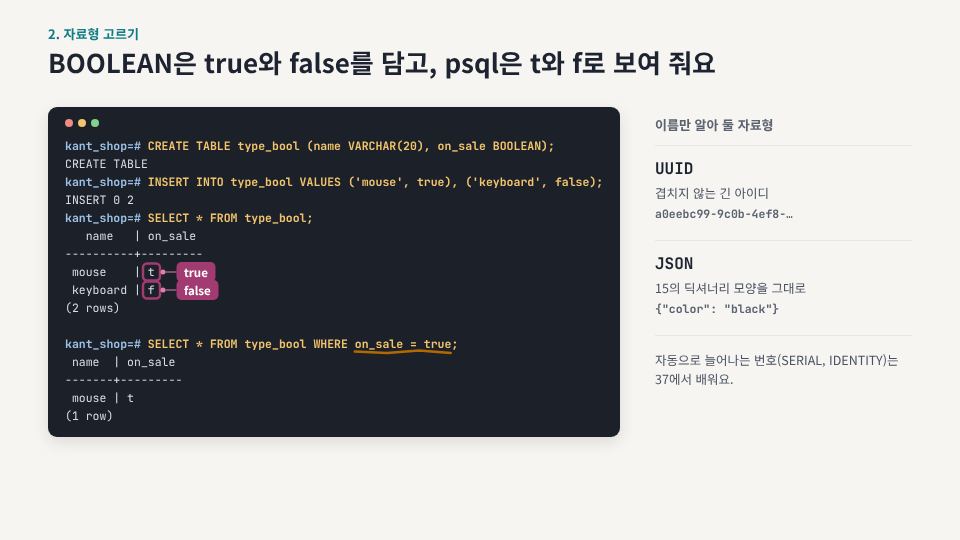 2. 자료형 고르기
BOOLEAN은 true와 false를 담고, psql은 t와 f로 보여 줘요
kant_shop=# CREATE TABLE type_bool (name VARCHAR(20), on_sale BOOLEAN);
CREATE TABLE
kant_shop=# INSERT INTO type_bool VALUES ('mouse', true), ('keyboard', false);
INSERT 0 2
kant_shop=# SELECT * FROM type_bool;
   name   | on_sale
----------+---------
 mouse    | t true
 keyboard | f false
(2 rows)
kant_shop=# SELECT * FROM type_bool WHERE on_sale = true;
 name  | on_sale
-------+---------
 mouse | t
(1 row)
이름만 알아 둘 자료형
UUID
겹치지 않는 긴 아이디
a0eebc99-9c0b-4ef8-…
JSON
15의 딕셔너리 모양을 그대로
{"color": "black"}
자동으로 늘어나는 번호(SERIAL, IDENTITY)는
37에서 배워요.